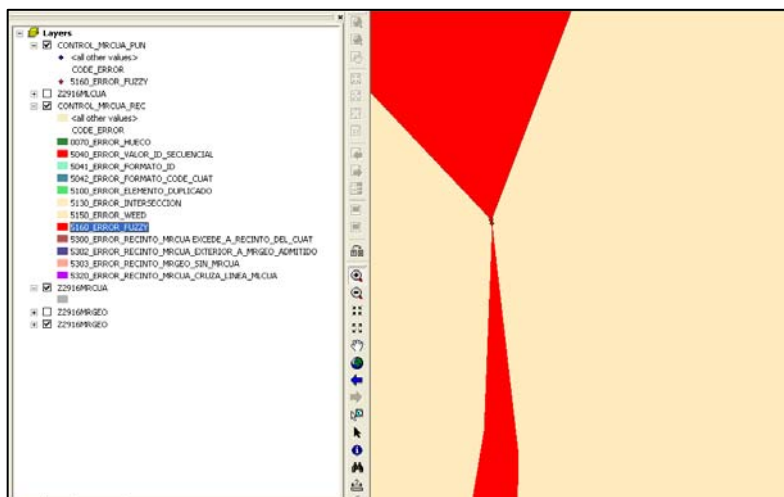 Layers
CONTROL_MRCUA_PUN
<all other values>
CODE_ERROR
5160_ERROR_FUZZY
Z2916MLCUA
CONTROL_MRCUA_REC
<all other values>
CODE_ERROR
0070_ERROR_HUECO
5040_ERROR_VALOR_ID_SECUENCIAL
5041_ERROR_FORMATO_ID
5042_ERROR_FORMATO_CODE_CUAT
5100_ERROR_ELEMENTO_DUPLICADO
5130_ERROR_INTERSECCION
5150_ERROR_WEED
5160_ERROR_FUZZY
5300_ERROR_RECINTO_MRCUA EXCEDE_A_RECINTO_DEL_CUAT
5302_ERROR_RECINTO_MRCUA_EXTERIOR_A_MRGEO_ADMITIDO
5303_ERROR_RECINTO_MRGEO_SIN_MRCUA
5320_ERROR_RECINTO_MRCUA_CRUZA_LINEA_MLCUA
Z2916MRCUA
Z2916MRGEO
Z2916MRGEO